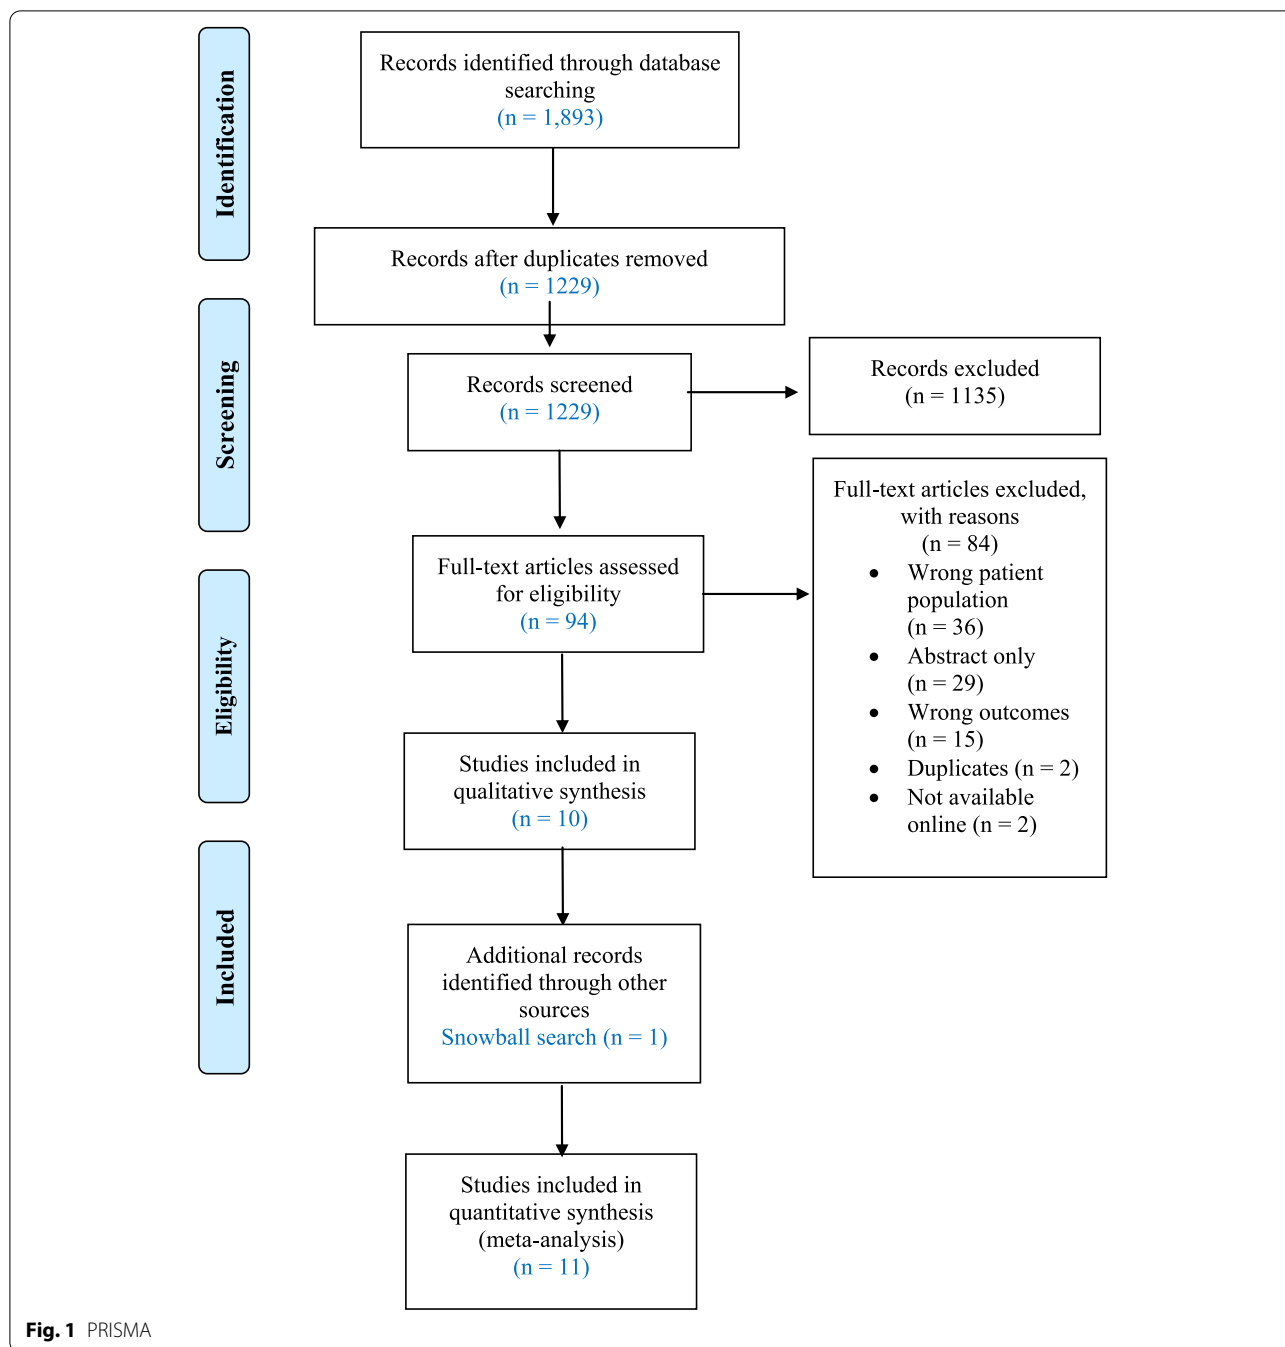 Identification
Records identified through database
searching
(n = 1,893)
Records after duplicates removed
(n = 1229)
Screening
Records screened
(n = 1229)
Records excluded
(n = 1135)
Eligibility
Full-text articles assessed
for eligibility
(n = 94)
Full-text articles excluded,
with reasons
(n = 84)
• Wrong patient
population
(n = 36)
• Abstract only
(n = 29)
• Wrong outcomes
(n = 15)
• Duplicates (n = 2)
• Not available
online (n = 2)
Studies included in
qualitative synthesis
(n = 10)
Included
Additional records
identified through other
sources
Snowball search (n = 1)
Studies included in
quantitative synthesis
(meta-analysis)
(n = 11)
Fig. 1 PRISMA